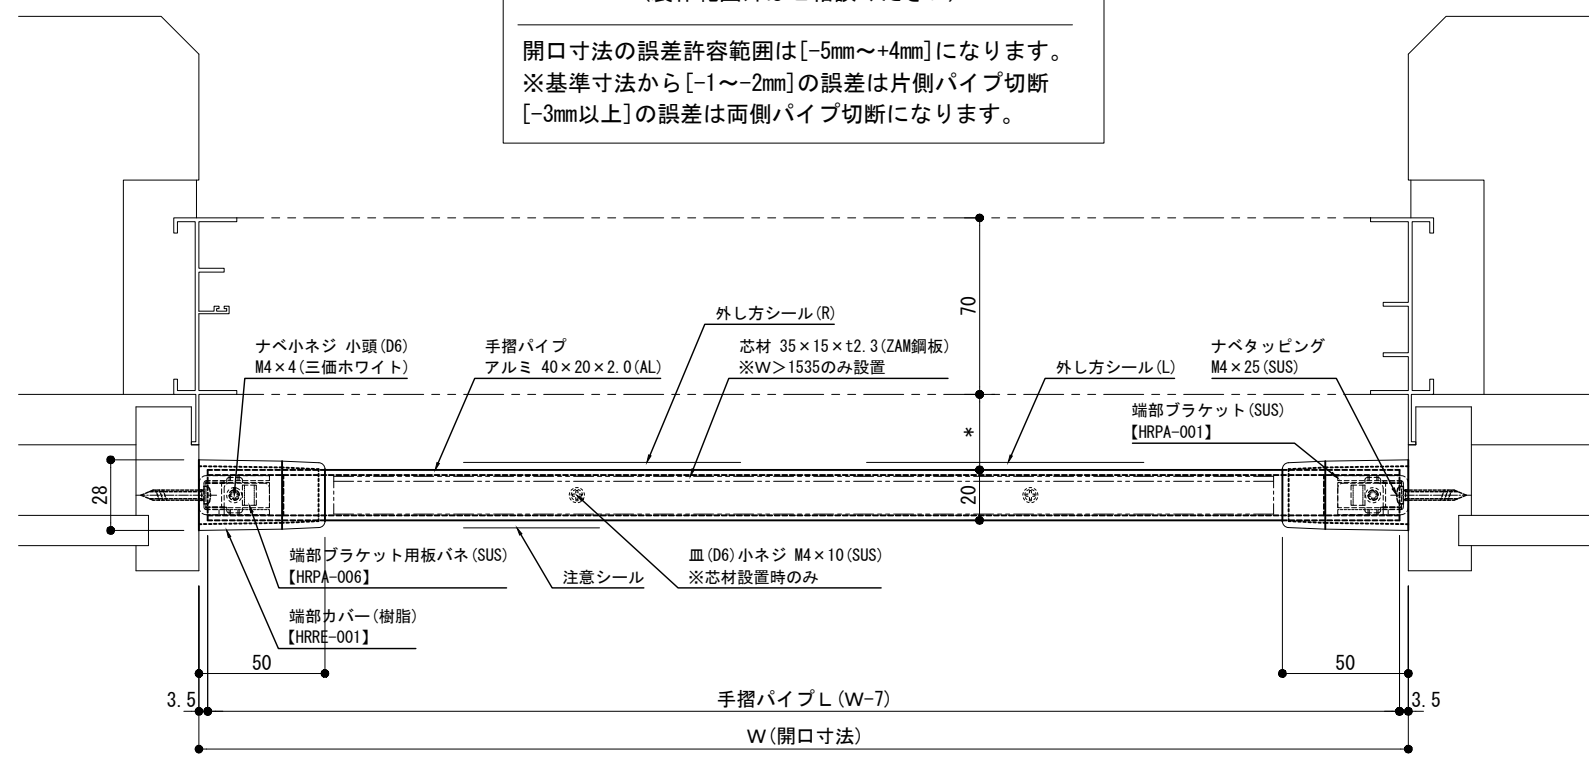 開口寸法の誤差許容範囲は[-5mm～+4mm]になります。
※基準寸法から[-1～-2mm]の誤差は片側パイプ切断
[-3mm以上]の誤差は両側パイプ切断になります。
70
外し方シール(R)
ナベ小ネジ 小頭(D6)
M4×4(三価ホワイト)
手摺パイプ
アルミ 40×20×2.0(AL)
芯材 35×15×t2.3(ZAM鋼板)
※W＞1535のみ設置
外し方シール(L)
ナベタッピング
M4×25(SUS)
端部ブラケット(SUS)
【HRPA-001】
*
28
20
端部ブラケット用板バネ(SUS)
【HRPA-006】
注意シール
皿(D6)小ネジ M4×10(SUS)
※芯材設置時のみ
端部カバー(樹脂)
【HRRE-001】
50
50
3.5
手摺パイプL(W-7)
3.5
W(開口寸法)